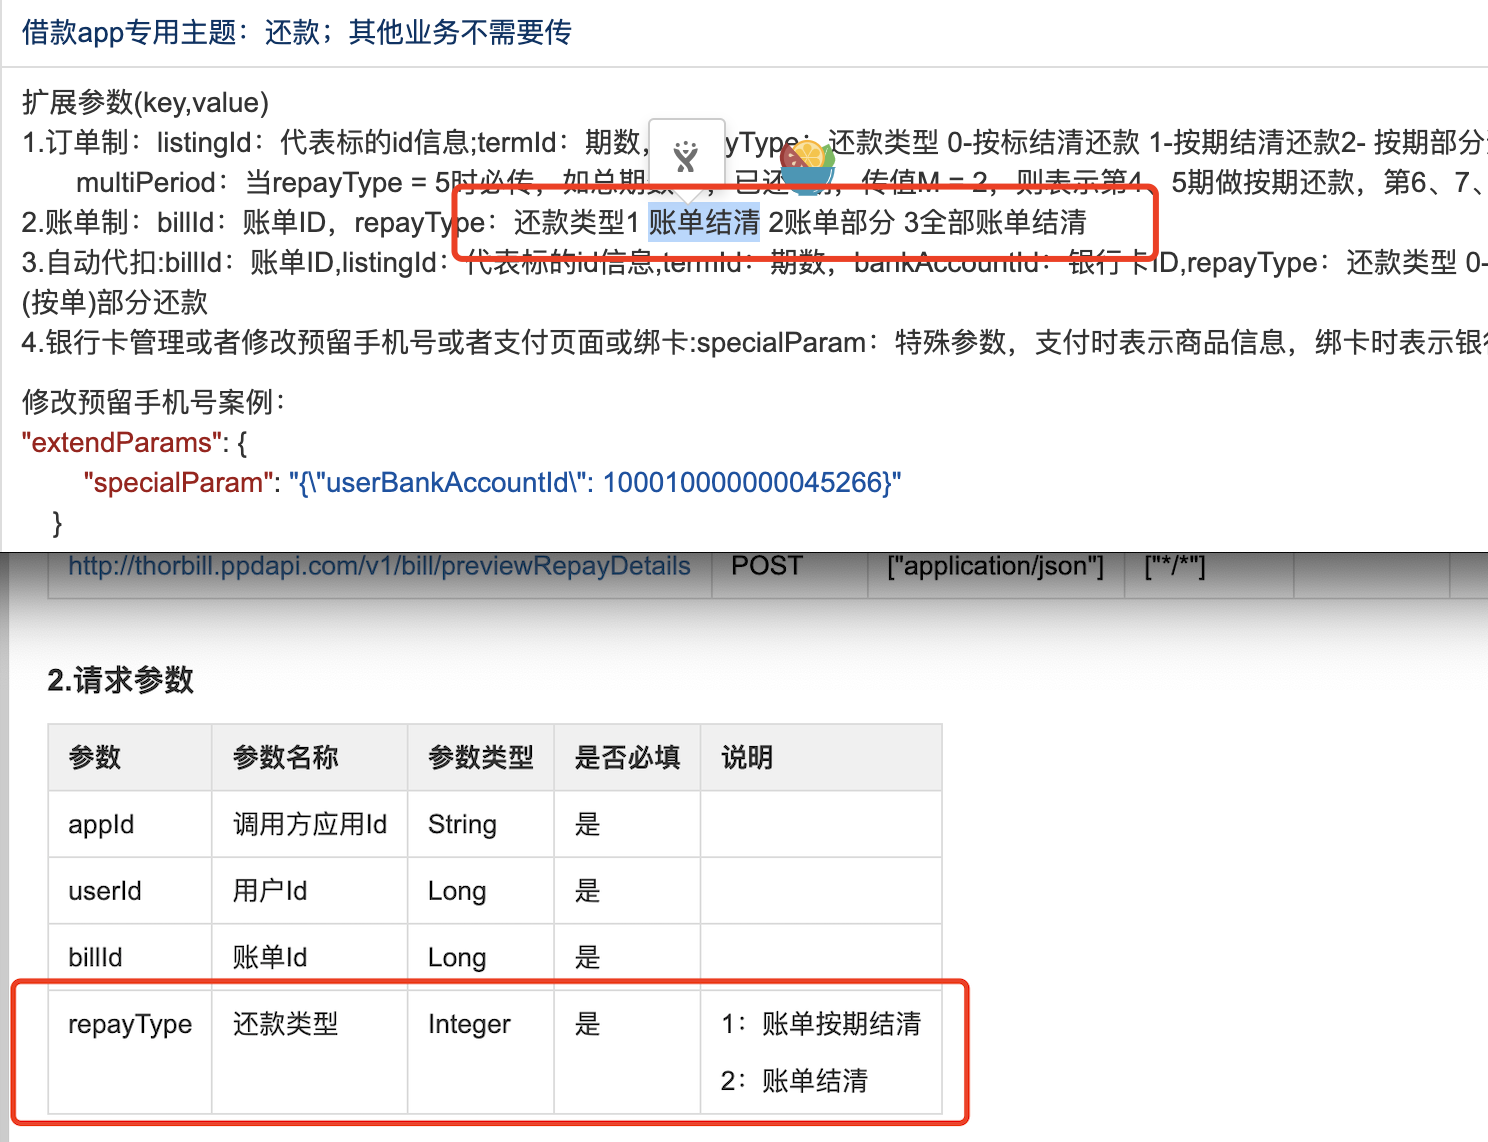 借款app专用主题：还款；其他业务不需要传
扩展参数(key,value)
1.订单制：listingId：代表标的id信息;termId：期数, yType：还款类型 0-按标结清还款 1-按期结清还款2- 按期部分
multiPeriod：当repayType = 5时必传，如总期数 ，已还 期，传值M = 2，则表示第4、5期做按期还款，第6、7、
2.账单制：billId：账单ID，repayType：还款类型1 账单结清 2账单部分 3全部账单结清
3.自动代扣:billId：账单ID,listingId：代表标的id信息,termId：期数，bankAccountId：银行卡ID,repayType：还款类型 0-
(按单)部分还款
4.银行卡管理或者修改预留手机号或者支付页面或绑卡:specialParam：特殊参数，支付时表示商品信息，绑卡时表示银
修改预留手机号案例：
"extendParams": {
"specialParam": "{\"userBankAccountId\": 100010000000045266}"
}
http://thorbill.ppdapi.com/v1/bill/previewRepayDetails POST ["application/json"] ["*/*"]
2.请求参数
参数 参数名称 参数类型 是否必填 说明
appId 调用方应用Id String 是
userId 用户Id Long 是
billId 账单Id Long 是
repayType 还款类型 Integer 是 1：账单按期结清
2：账单结清